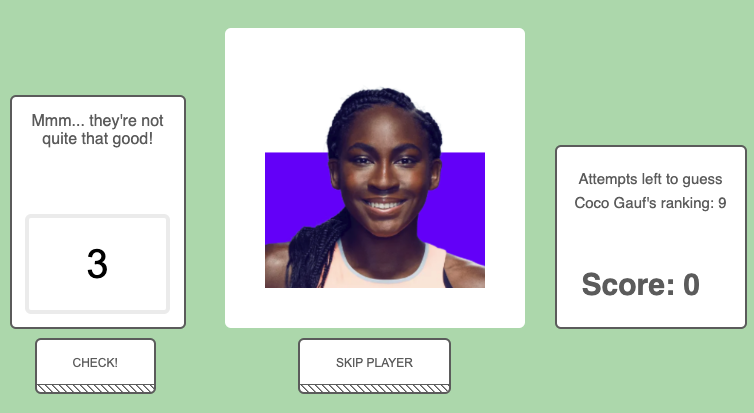 Mmm... they're not
quite that good!
3
CHECK!
SKIP PLAYER
Attempts left to guess
Coco Gauf's ranking: 9
Score: 0